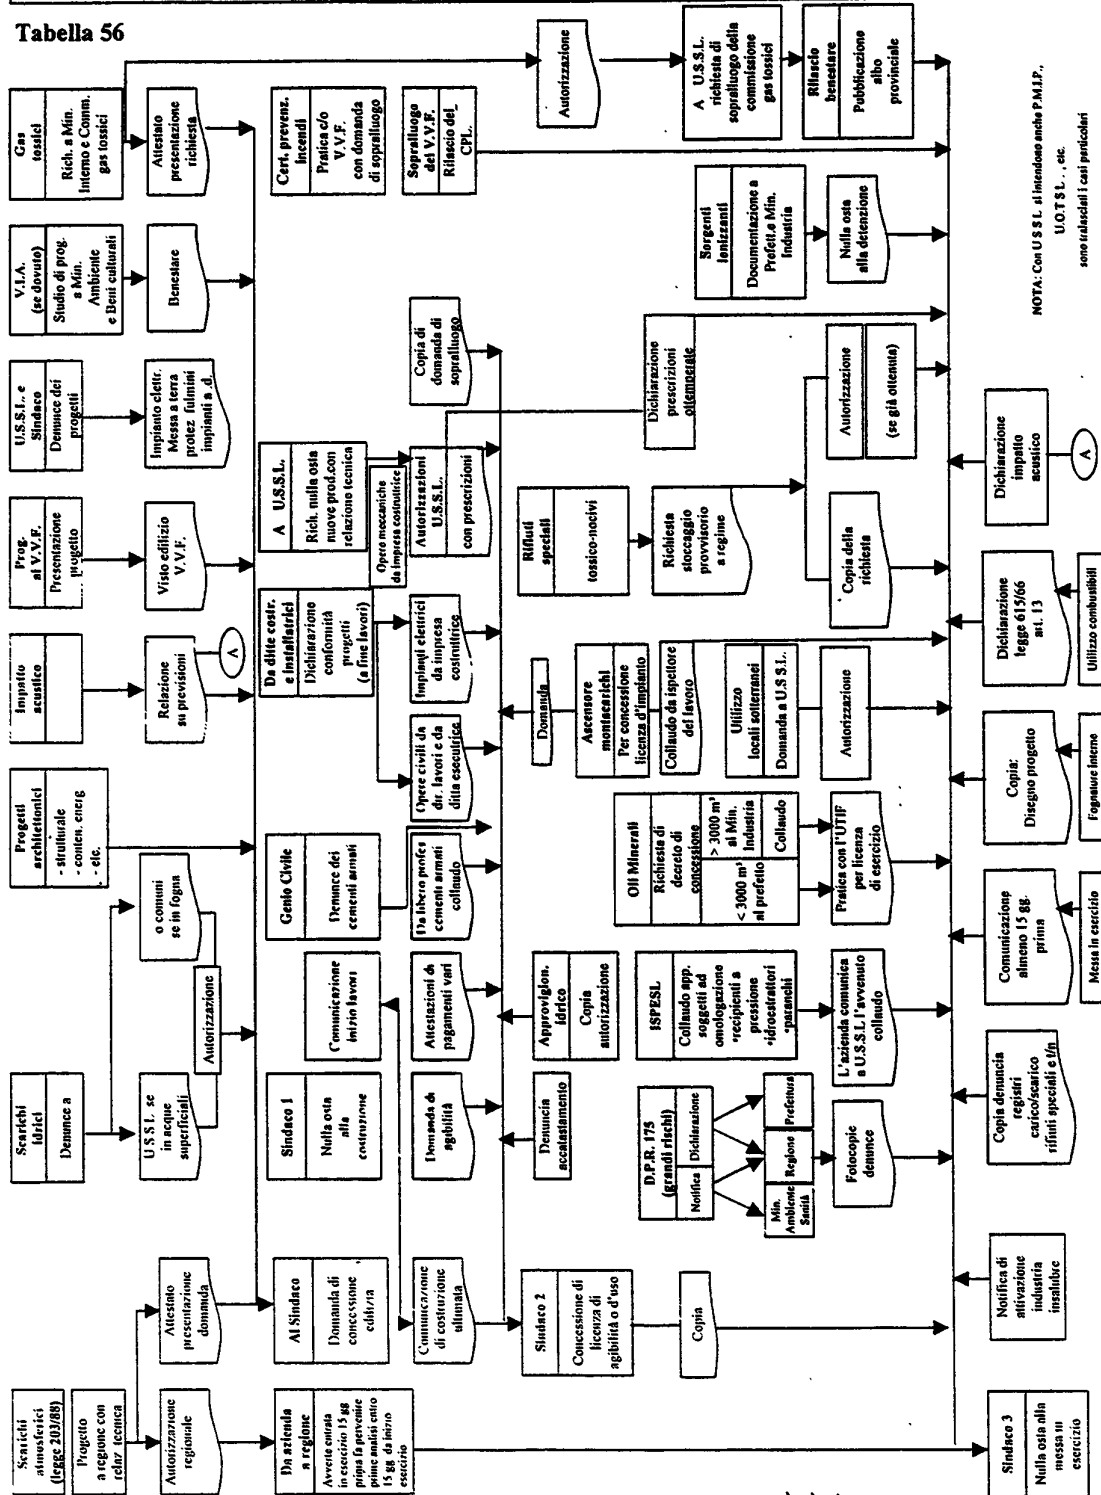 Tabella 56
Scarichi
atmosferici
(legge 203/88)
Progetto
a regione con
relaz tecnica
Autorizzazione
regionale
Attestato
presentazione
domanda
Da azienda
a regione
Avverte entrata
in esercizio 15 gg
prima fa pervenire
prime analisi entro
15 gg da inizio
esercizio
Scarichi
idrici
Denunce a
U S S L. se
in acque
superficiali
o comuni
se in fogna
Autorizzazione
Progetti
architettonici
- strutturale
- conten. energ
- etc.
Impatto
acustico
Relazione
su previsioni
A
Prog.
al V.V.F.
Presentazione
progetto
Visto edilizio
V.V.F.
U.S.S.L. e
Sindaco
Denunce dei
progetti
Impianto elettr.
Messa a terra
protez fulmini
impianti a .d.
V.I.A.
(se dovuto)
Studio di prog.
a Min.
Ambiente
e Beni culturali
Benestare
Gas
tossici
Rich. a Min.
Interno e Comm.
gas tossici
Attestato
presentazione
richiesta
Al Sindaco
Domanda di
concessione
edilizia
Sindaco 1
Nulla osta
alla
costruzione
Comunicazione
inizio lavori
Genio Civile
Denunce dei
cementi armati
Da ditte costr.
e installatrici
Dichiarazione
conformità
progetti
(a fine lavori)
A U.S.S.L.
Rich. nulla osta
nuove prod.con
relazione tecnica
Opere meccaniche
da impresa costruttrice
Cert. prevenz.
incendi
Pratica c/o
V.V.F.
con domanda
di sopralluogo
Sopralluogo
del V.V.F.
Rilascio del
CPI.
Comunicazione
di costruzione
ultimata
Domanda di
agibilità
Attestazioni di
pagamenti vari
Da libero profes
cementi armati
collaudo
Opere civili da
dir. lavori e da
ditta esecutrice
Impianti elettrici
da impresa
costruttrice
Autorizzazioni
U.S.S.L.
con prescrizioni
Copia di
domanda di
sopralluogo
Autorizzazione
Sindaco 2
Concessione di
licenza di
agibilità o d'uso
Copia
Denuncia
accatastamento
Approvvigion.
idrico
Copia
autorizzazione
Domanda
Ascensore
montacarichi
Per concessione
licenza d'impianto
Collaudo da ispettore
del lavoro
Rifiuti
speciali
tossico-nocivi
Richiesta
stoccaggio
provvisorio
a regime
Dichiarazione
prescrizioni
ottemperate
Sorgenti
ionizzanti
Documentazione a
Prefett.e Min.
Industria
Nulla osta
alla detenzione
A U.S.S.L.
richiesta di
sopralluogo della
commissione
gas tossici
Rilascio
benestare
Pubblicazione
albo
provinciale
D.P.R. 175
(grandi rischi)
Notifica
Dichiarazione
Min.
Ambiente
Sanità
Regione
Prefettura
Fotocopie
denunce
ISPESL
Collaudo app.
soggetti ad
omologazione
•recipienti a
pressione
•idroestrattori
•paranchi
L'azienda comunica
a U.S.S.L l'avvenuto
collaudo
Oli Minerali
Richiesta di
decreto di
concessione
< 3000 m³
al prefetto
> 3000 m³
al Min.
Industria
Collaudo
Pratica con l'UTIF
per licenza
di esercizio
Utilizzo
locali sotterranei
Domanda a U.S.S.L.
Autorizzazione
Copia della
richiesta
Autorizzazione
(se già ottenuta)
Sindaco 3
Nulla osta alla
messa in
esercizio
Notifica di
attivazione
industria
insalubre
Copia denuncia
registri
carico/scarico
rifiuti speciali e t/n
Comunicazione
almeno 15 gg.
prima
Messa in esercizio
Copia:
Disegno progetto
Fognature interne
Dichiarazione
legge 615/66
art. 13
Utilizzo combustibili
Dichiarazione
impatto
acustico
A
NOTA: Con U S S L si intendono anche P.M.I.P.,
U.O.T S L . , etc.
sono tralasciati i casi particolari